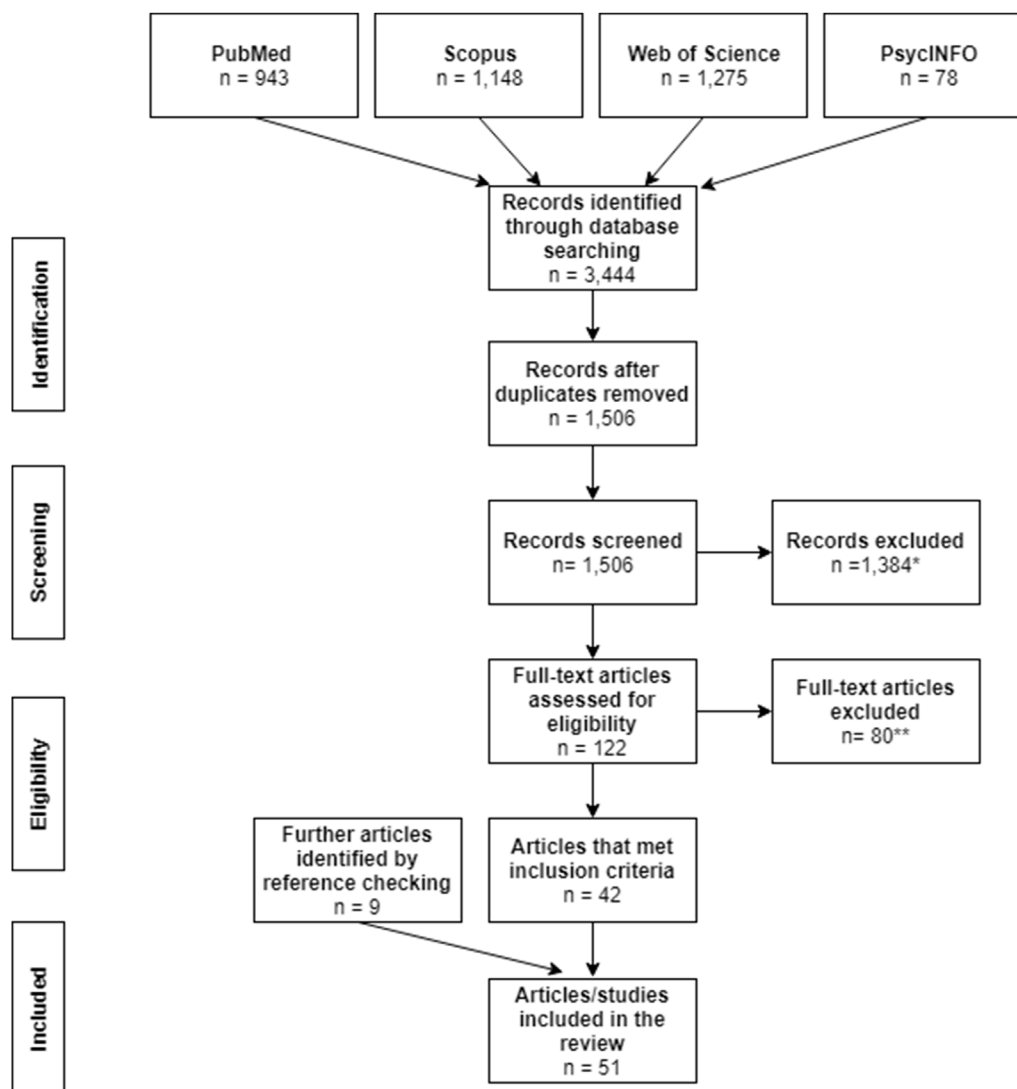 PubMed
n = 943
Scopus
n = 1,148
Web of Science
n = 1,275
PsycINFO
n = 78
Records identified
through database
searching
n = 3,444
Identification
Records after
duplicates removed
n = 1,506
Screening
Records screened
n= 1,506
Records excluded
n =1,384*
Eligibility
Full-text articles
assessed for
eligibility
n = 122
Full-text articles
excluded
n= 80**
Further articles
identified by
reference checking
n = 9
Articles that met
inclusion criteria
n = 42
Included
Articles/studies
included in the
review
n = 51